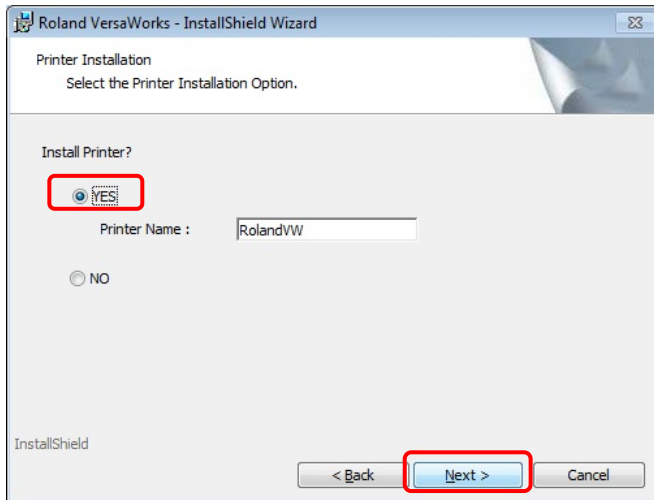 Roland VersaWorks - InstallShield Wizard
Printer Installation
Select the Printer Installation Option.
Install Printer?
YES
Printer Name : RolandVW
NO
InstallShield
< Back Next > Cancel